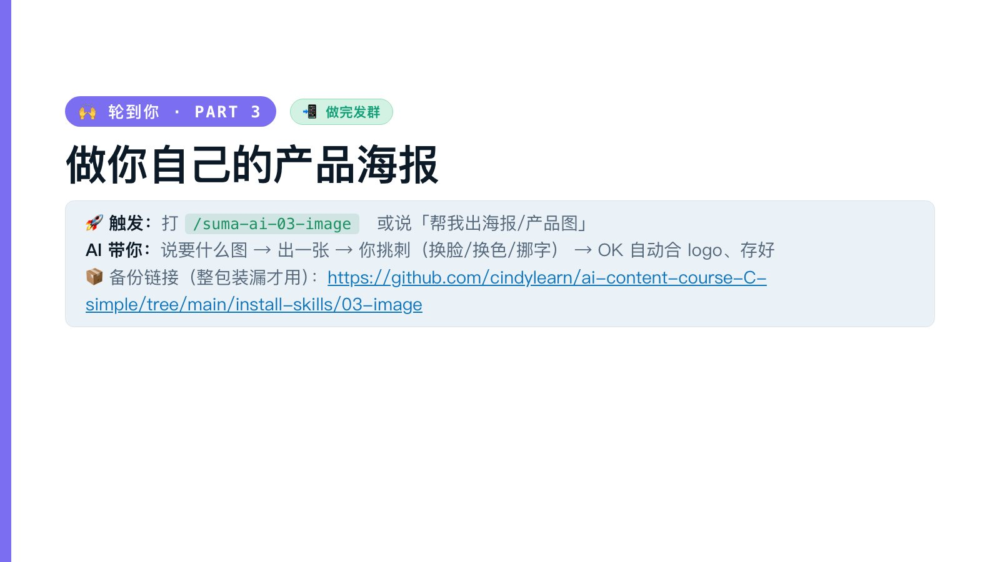 🙌 轮到你 · PART 3
📲 做完发群
做你自己的产品海报
🚀 触发：打 /suma-ai-03-image 或说「帮我出海报/产品图」
AI 带你：说要什么图 → 出一张 → 你挑刺（换脸/换色/挪字） → OK 自动合 logo、存好
📦 备份链接（整包装漏才用）：https://github.com/cindylearn/ai-content-course-C-
simple/tree/main/install-skills/03-image